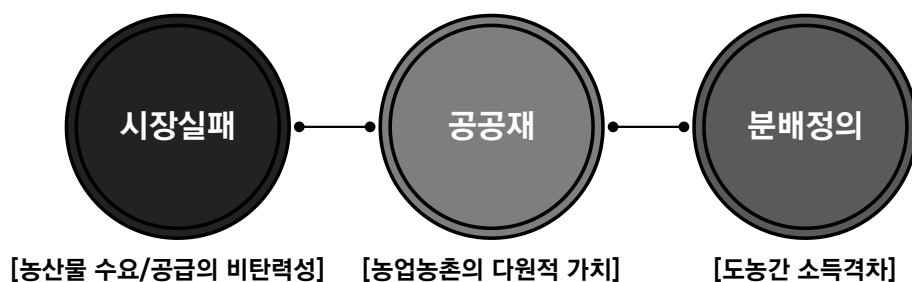 시장실패
공공재
분배정의
[농산물 수요/공급의 비탄력성]
[농업농촌의 다원적 가치]
[도농간 소득격차]